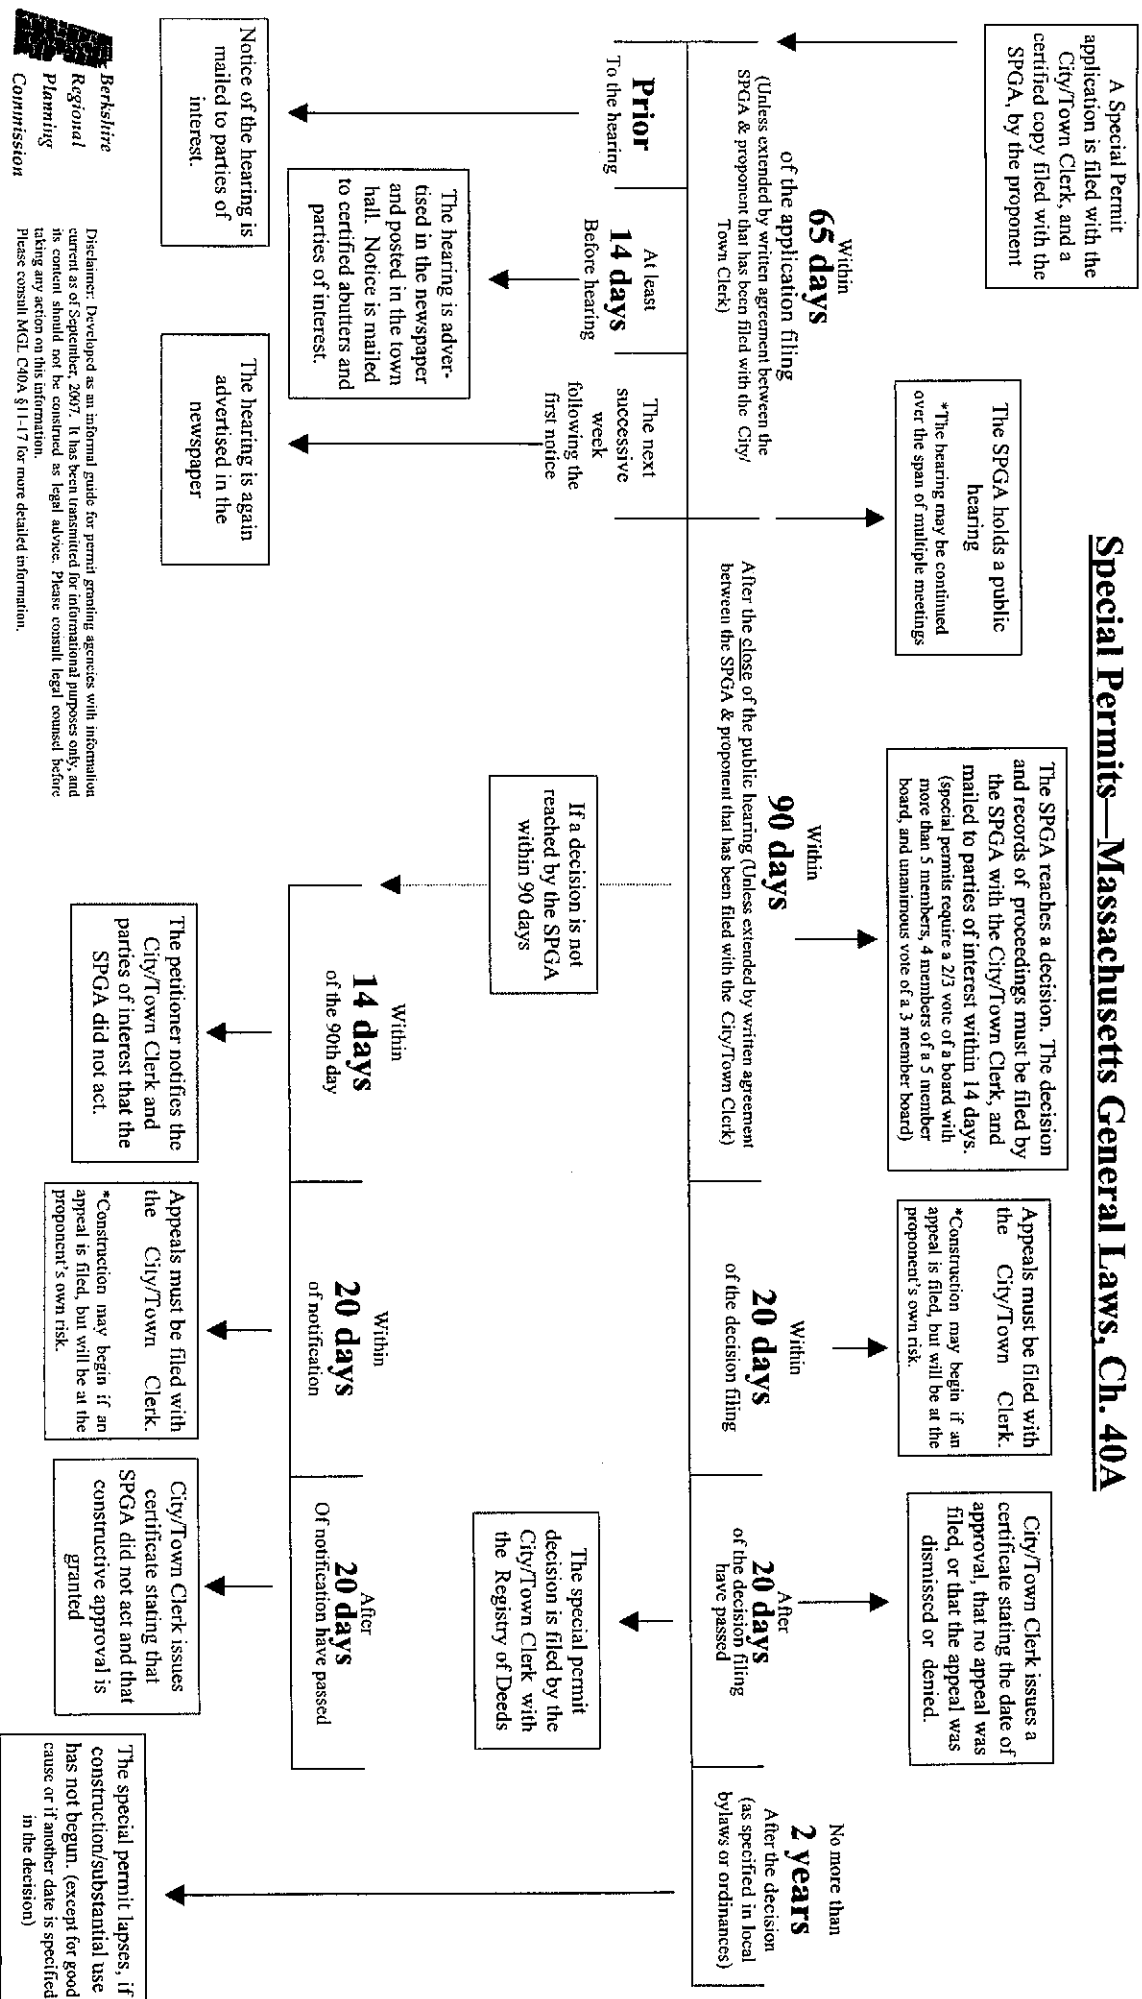 Special Permits—Massachusetts General Laws, Ch. 40A
A Special Permit
application is filed with the
City/Town Clerk, and a
certified copy filed with the
SPGA, by the proponent
The SPGA holds a public
hearing
*The hearing may be continued
over the span of multiple meetings
The SPGA reaches a decision. The decision
and records of proceedings must be filed by
the SPGA with the City/Town Clerk, and
mailed to parties of interest within 14 days.
(special permits require a 2/3 vote of a board with
more than 5 members, 4 members of a 5 member
board, and unanimous vote of a 3 member board)
Appeals must be filed with
the City/Town Clerk.
*Construction may begin if an
appeal is filed, but will be at the
proponent's own risk.
City/Town Clerk issues a
certificate stating the date of
approval, that no appeal was
filed, or that the appeal was
dismissed or denied.
Within
65 days
of the application filing
(Unless extended by written agreement between the
SPGA & proponent that has been filed with the City/
Town Clerk)
Within
90 days
After the close of the public hearing (Unless extended by written agreement
between the SPGA & proponent that has been filed with the City/Town Clerk)
Within
20 days
of the decision filing
After
20 days
of the decision filing
have passed
No more than
2 years
After the decision
(as specified in local
bylaws or ordinances)
Prior
To the hearing
At least
14 days
Before hearing
The next
successive
week
following the
first notice
If a decision is not
reached by the SPGA
within 90 days
The special permit
decision is filed by the
City/Town Clerk with
the Registry of Deeds
The hearing is adver-
tised in the newspaper
and posted in the town
hall. Notice is mailed
to certified abutters and
parties of interest.
Within
14 days
of the 90th day
Within
20 days
of notification
After
20 days
Of notification have passed
Notice of the hearing is
mailed to parties of
interest.
The hearing is again
advertised in the
newspaper
The petitioner notifies the
City/Town Clerk and
parties of interest that the
SPGA did not act.
Appeals must be filed with
the City/Town Clerk.
*Construction may begin if an
appeal is filed, but will be at the
proponent's own risk.
City/Town Clerk issues
certificate stating that
SPGA did not act and that
constructive approval is
granted
The special permit lapses, if
construction/substantial use
has not begun. (except for good
cause or if another date is specified
in the decision)
Berkshire
Regional
Planning
Commission
Disclaimer: Developed as an informal guide for permit granting agencies with information
current as of September, 2007. It has been transmitted for informational purposes only, and
its content should not be construed as legal advice. Please consult legal counsel before
taking any action on this information.
Please consult MGL C40A §11-17 for more detailed information.